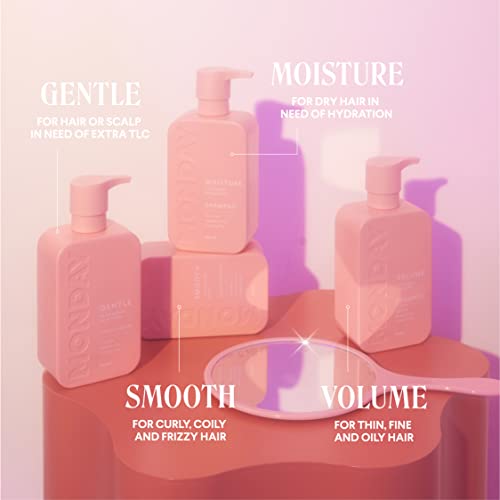 MOISTURE
FOR DRY HAIR IN
NEED OF HYDRATION
GENTLE
FOR HAIR OR SCALP
IN NEED OF EXTRA TLC
MONDAY
MOISTURE
SHAMPOO
MONDAY
GENTLE
MONDAY
SMOOTH
MONDAY
VOLUME
SMOOTH
FOR CURLY, COILY
AND FRIZZY HAIR
VOLUME
FOR THIN, FINE
AND OILY HAIR